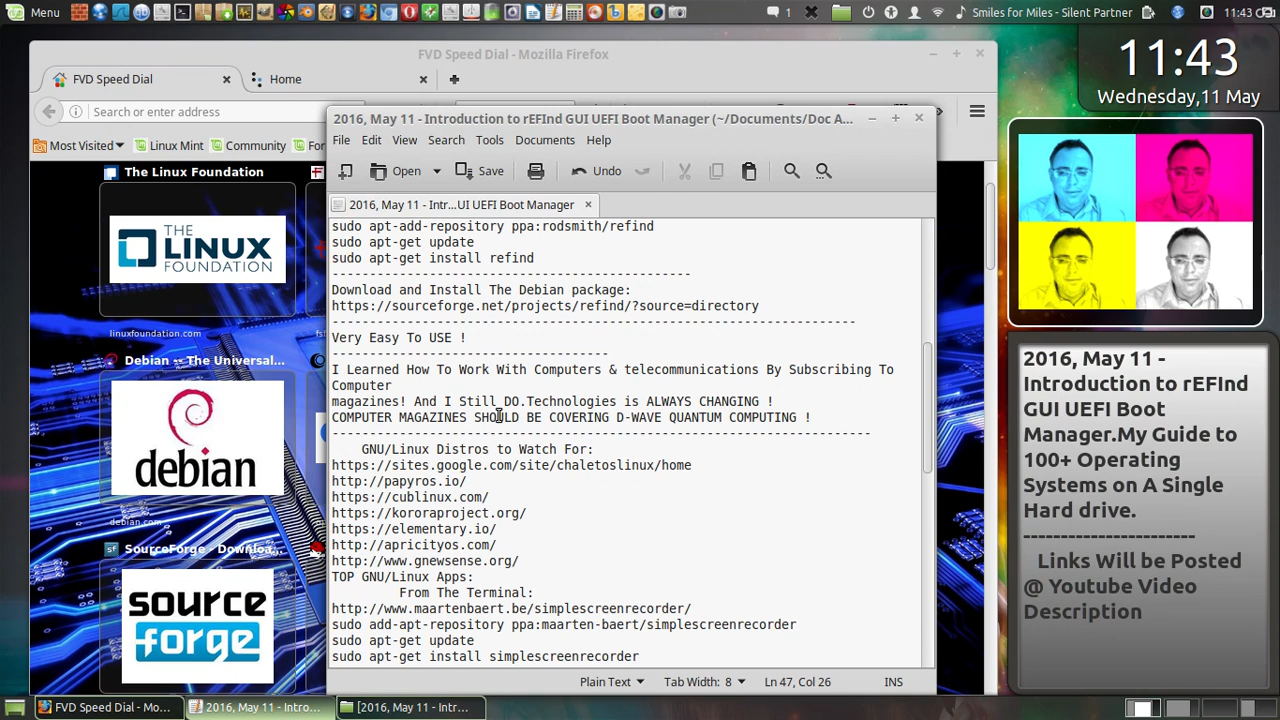 Menu
1
Smiles for Miles - Silent Partner
11:43
FVD Speed Dial - Mozilla Firefox
FVD Speed Dial
Home
Search or enter address
Most Visited
Linux Mint
Community
For
The Linux Foundation
THE
LINUX
FOUNDATION
linuxfoundation.com
Debian -- The Universal...
debian
debian.com
SourceForge - Downloa...
source
forge
2016, May 11 - Introduction to rEFInd GUI UEFI Boot Manager (~/Documents/Doc A...
File Edit View Search Tools Documents Help
Open Save Undo
2016, May 11 - Intr...UI UEFI Boot Manager
sudo apt-add-repository ppa:rodsmith/refind
sudo apt-get update
sudo apt-get install refind
------------------------------------------------
Download and Install The Debian package:
https://sourceforge.net/projects/refind/?source=directory
----------------------------------------------------------------------
Very Easy To USE !
-------------------------------------
I Learned How To Work With Computers & telecommunications By Subscribing To
Computer
magazines! And I Still DO.Technologies is ALWAYS CHANGING !
COMPUTER MAGAZINES SHOULD BE COVERING D-WAVE QUANTUM COMPUTING !
------------------------------------------------------------------------
GNU/Linux Distros to Watch For:
https://sites.google.com/site/chaletoslinux/home
http://papyros.io/
https://cublinux.com/
https://kororaproject.org/
https://elementary.io/
http://apricityos.com/
http://www.gnewsense.org/
TOP GNU/Linux Apps:
From The Terminal:
http://www.maartenbaert.be/simplescreenrecorder/
sudo add-apt-repository ppa:maarten-baert/simplescreenrecorder
sudo apt-get update
sudo apt-get install simplescreenrecorder
Plain Text Tab Width: 8 Ln 47, Col 26 INS
11:43
Wednesday,11 May
2016, May 11 -
Introduction to rEFInd
GUI UEFI Boot
Manager.My Guide to
100+ Operating
Systems on A Single
Hard drive.
-----------------------
Links Will be Posted
@ Youtube Video
Description
FVD Speed Dial - Mo...
2016, May 11 - Intro...
[2016, May 11 - Intr...